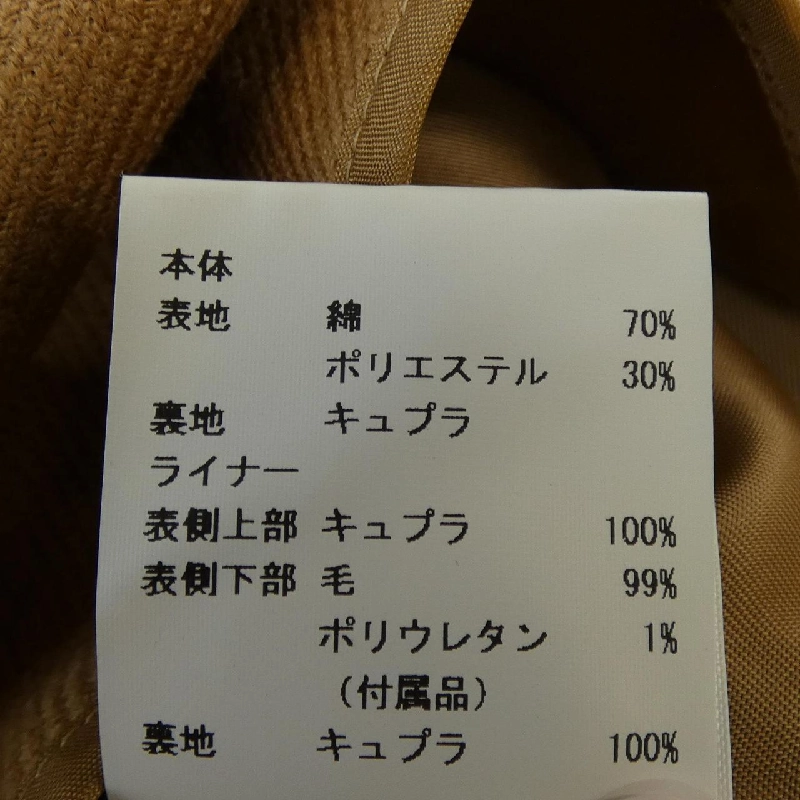 本体
表地 綿 70%
ポリエステル 30%
裏地 キュプラ
ライナー
表側上部 キュプラ 100%
表側下部 毛 99%
ポリウレタン 1%
（付属品）
裏地 キュプラ 100%